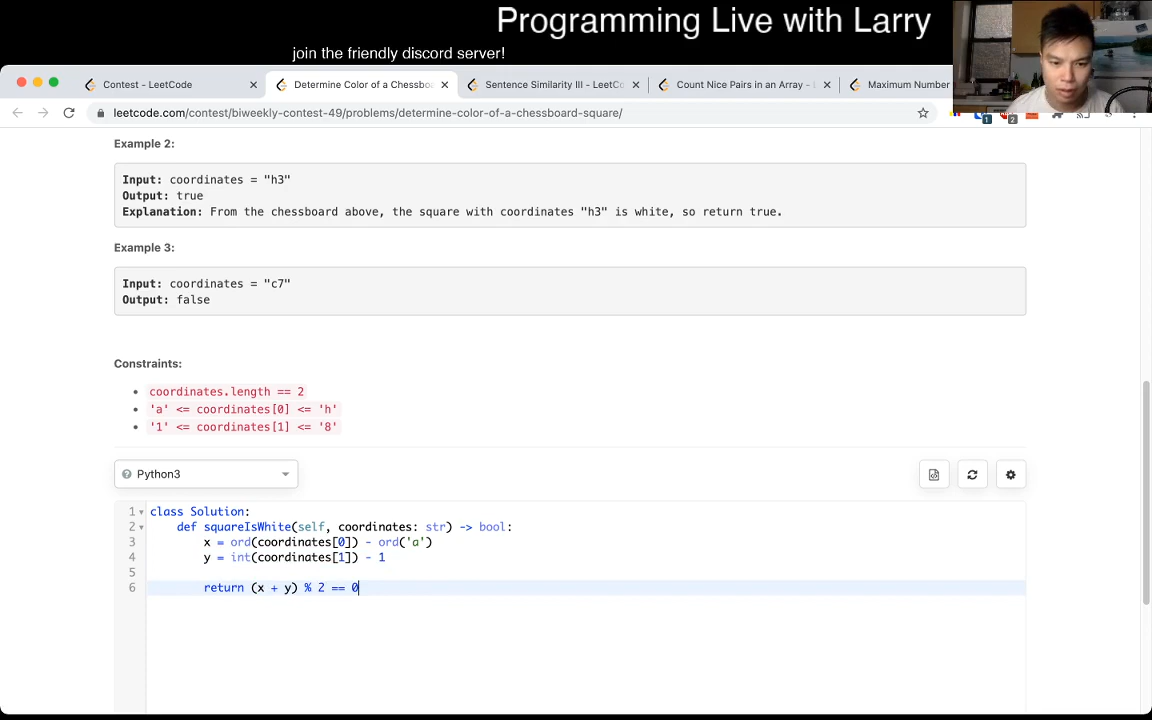 Programming Live with Larry
join the friendly discord server!
Contest - LeetCode
Determine Color of a Chessboa
Sentence Similarity III - LeetCo
Count Nice Pairs in an Array -
Maximum Number
leetcode.com/contest/biweekly-contest-49/problems/determine-color-of-a-chessboard-square/
Example 2:
Input: coordinates = "h3"
Output: true
Explanation: From the chessboard above, the square with coordinates "h3" is white, so return true.
Example 3:
Input: coordinates = "c7"
Output: false
Constraints:
coordinates.length == 2
'a' <= coordinates[0] <= 'h'
'1' <= coordinates[1] <= '8'
Python3
1 class Solution:
2 def squareIsWhite(self, coordinates: str) -> bool:
3 x = ord(coordinates[0]) - ord('a')
4 y = int(coordinates[1]) - 1
5
6 return (x + y) % 2 == 0